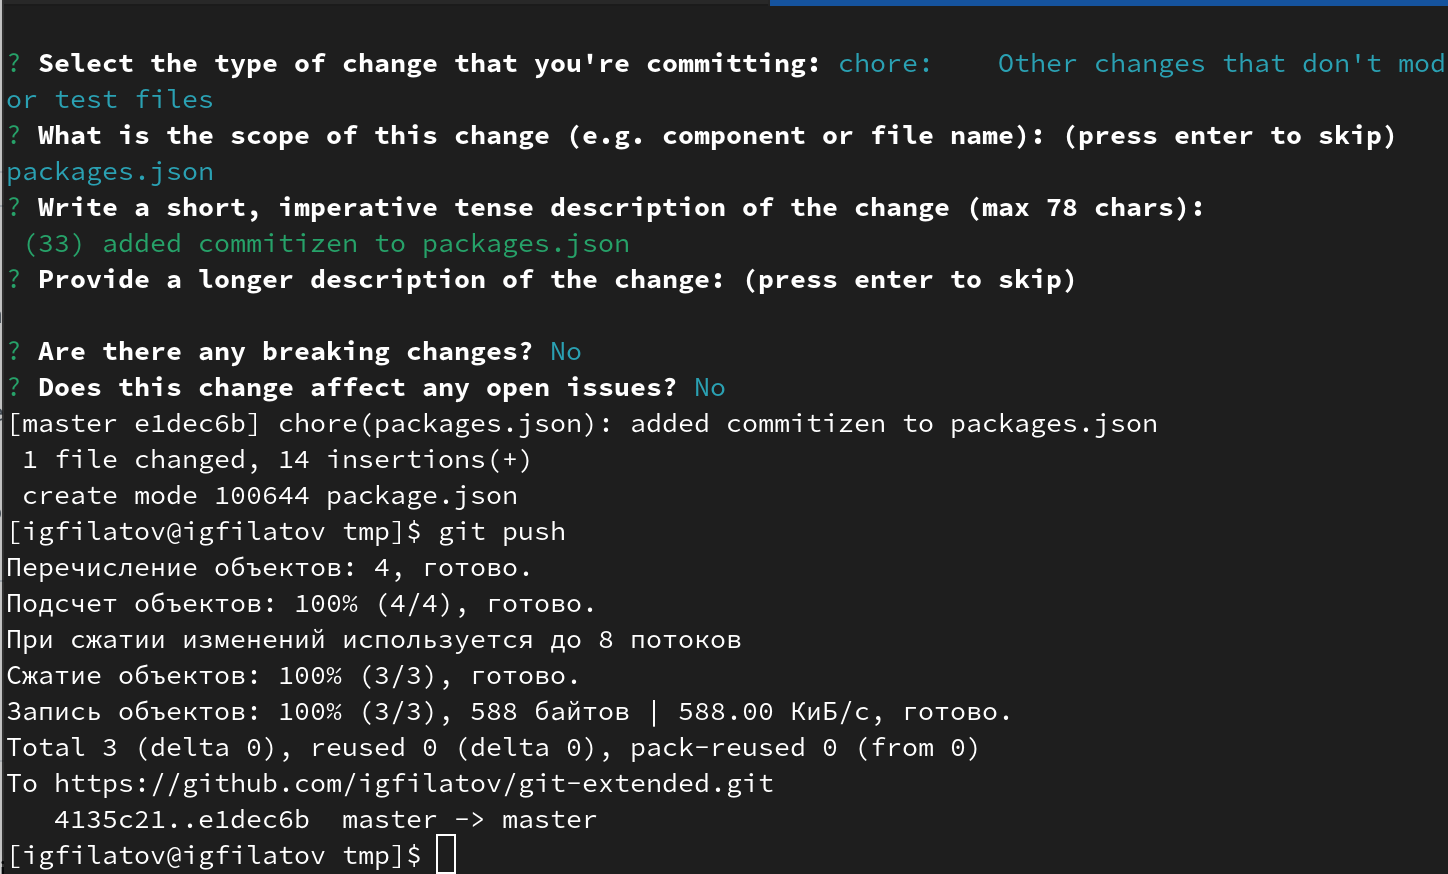 ? Select the type of change that you're committing: chore:    Other changes that don't mod
or test files
? What is the scope of this change (e.g. component or file name): (press enter to skip)
packages.json
? Write a short, imperative tense description of the change (max 78 chars):
 (33) added commitizen to packages.json
? Provide a longer description of the change: (press enter to skip)
? Are there any breaking changes? No
? Does this change affect any open issues? No
[master e1dec6b] chore(packages.json): added commitizen to packages.json
 1 file changed, 14 insertions(+)
 create mode 100644 package.json
[igfilatov@igfilatov tmp]$ git push
Перечисление объектов: 4, готово.
Подсчет объектов: 100% (4/4), готово.
При сжатии изменений используется до 8 потоков
Сжатие объектов: 100% (3/3), готово.
Запись объектов: 100% (3/3), 588 байтов | 588.00 КиБ/с, готово.
Total 3 (delta 0), reused 0 (delta 0), pack-reused 0 (from 0)
To https://github.com/igfilatov/git-extended.git
   4135c21..e1dec6b  master -> master
[igfilatov@igfilatov tmp]$